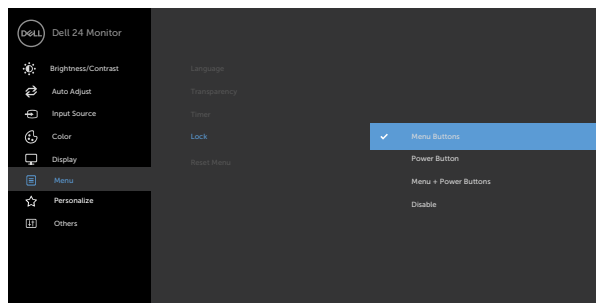 DELL Dell 24 Monitor
Brightness/Contrast
Auto Adjust
Input Source
Color
Display
Menu
Personalize
Others
Language
Transparency
Timer
Lock
Reset Menu
Menu Buttons
Power Button
Menu + Power Buttons
Disable